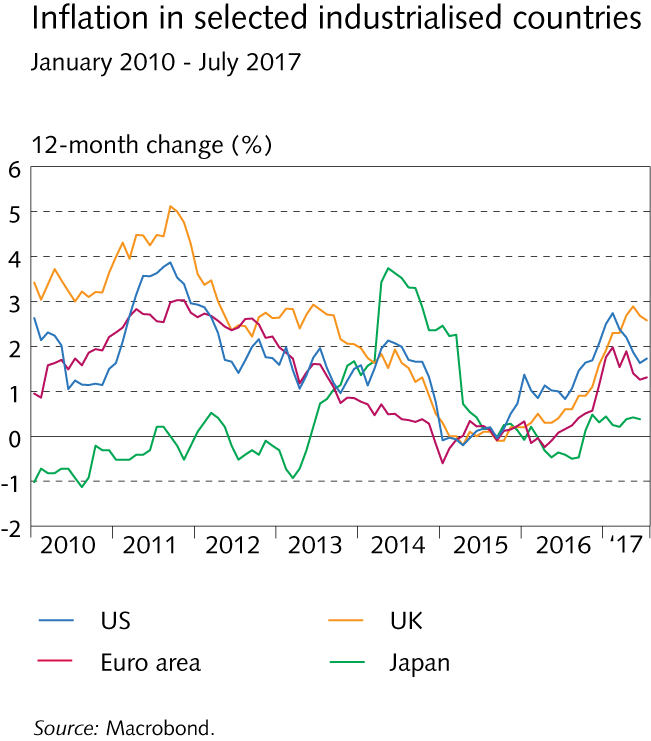 Inflation in selected industrialised countries
January 2010 - July 2017
12-month change (%)
6
5
4
3
2
1
0
-1
-2
2010 2011 2012 2013 2014 2015 2016 '17
US UK
Euro area Japan
Source: Macrobond.